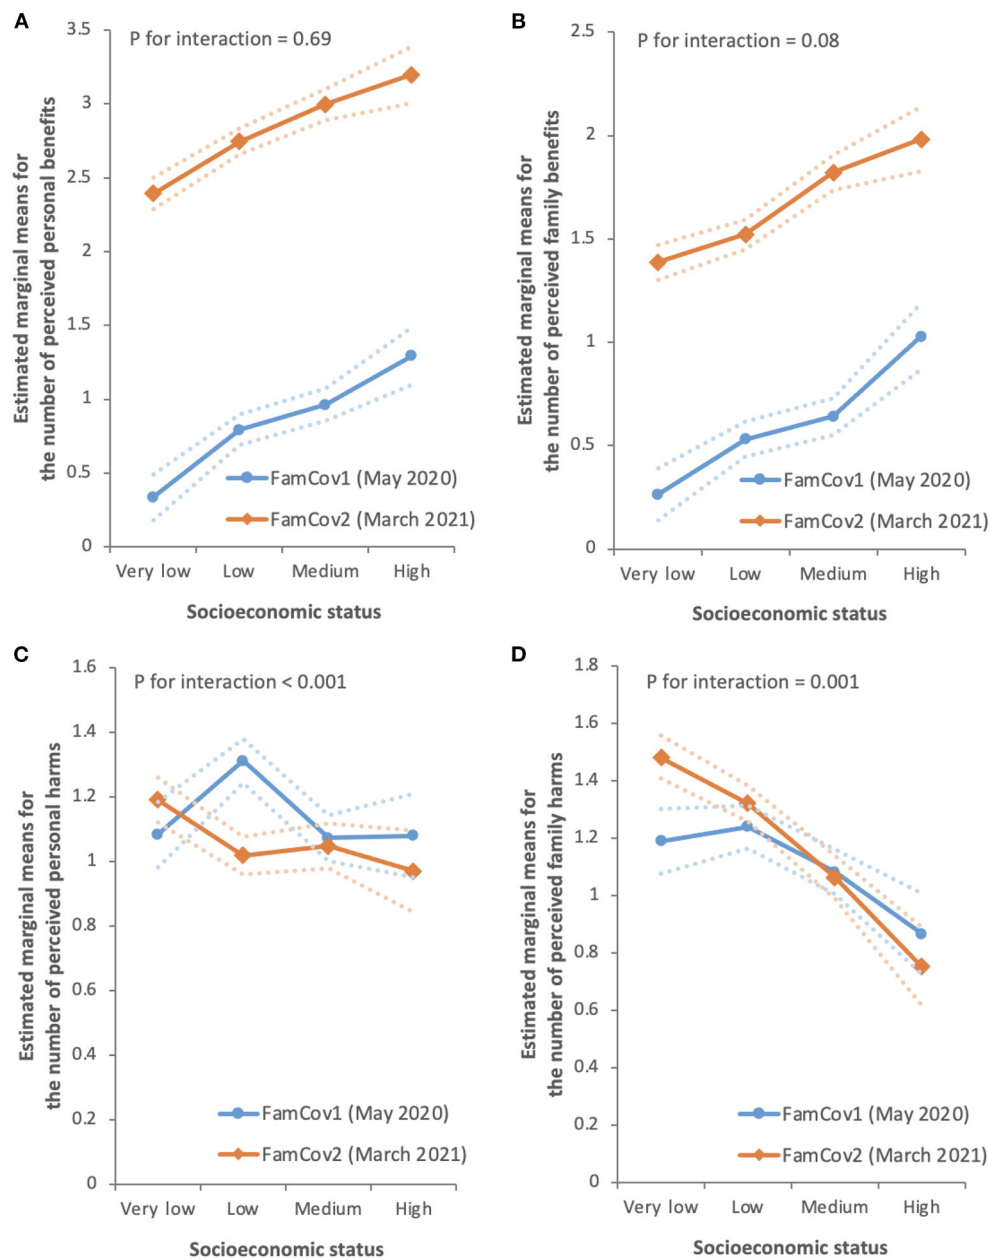 A
P for interaction = 0.69
Estimated marginal means for
the number of perceived personal benefits
3.5
3
2.5
2
1.5
1
0.5
0
FamCov1 (May 2020)
FamCov2 (March 2021)
Very low Low Medium High
Socioeconomic status
B
P for interaction = 0.08
Estimated marginal means for
the number of perceived family benefits
2.5
2
1.5
1
0.5
0
FamCov1 (May 2020)
FamCov2 (March 2021)
Very low Low Medium High
Socioeconomic status
C
P for interaction < 0.001
Estimated marginal means for
the number of perceived personal harms
1.6
1.4
1.2
1
0.8
0.6
0.4
0.2
0
FamCov1 (May 2020)
FamCov2 (March 2021)
Very low Low Medium High
Socioeconomic status
D
P for interaction = 0.001
Estimated marginal means for
the number of perceived family harms
1.8
1.6
1.4
1.2
1
0.8
0.6
0.4
0.2
0
FamCov1 (May 2020)
FamCov2 (March 2021)
Very low Low Medium High
Socioeconomic status